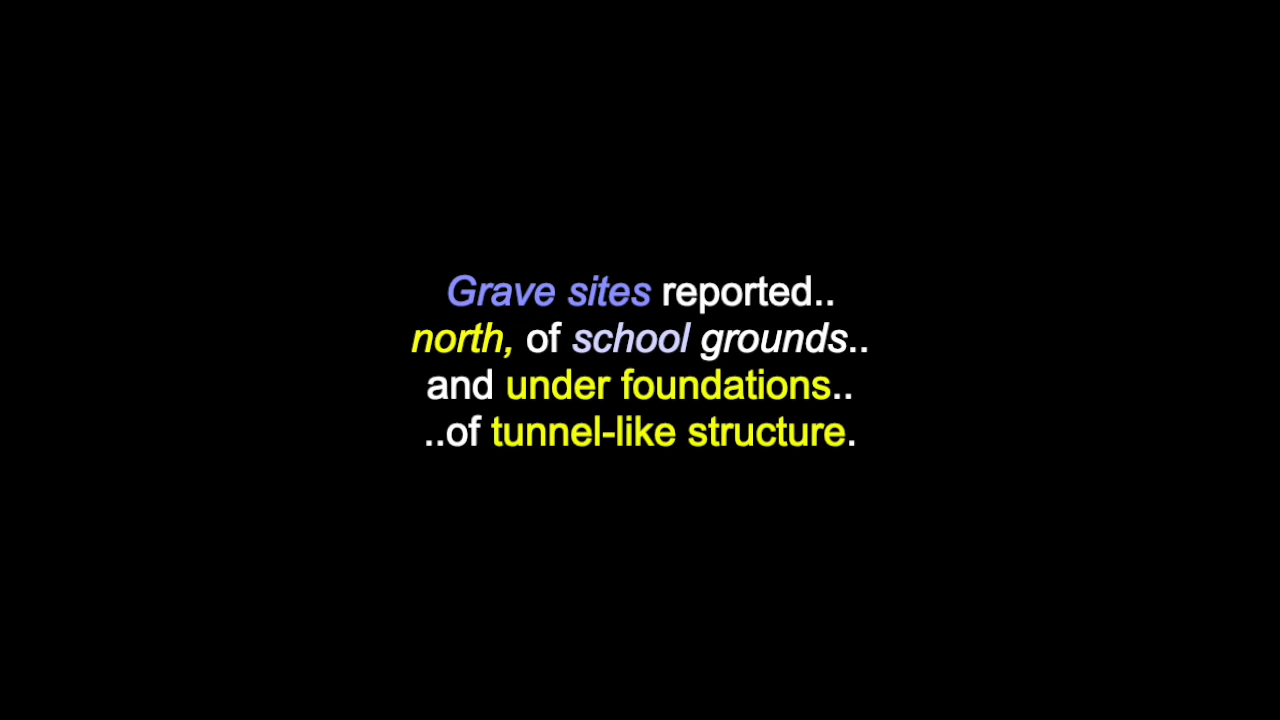 Grave sites reported..
north, of school grounds..
and under foundations..
..of tunnel-like structure.